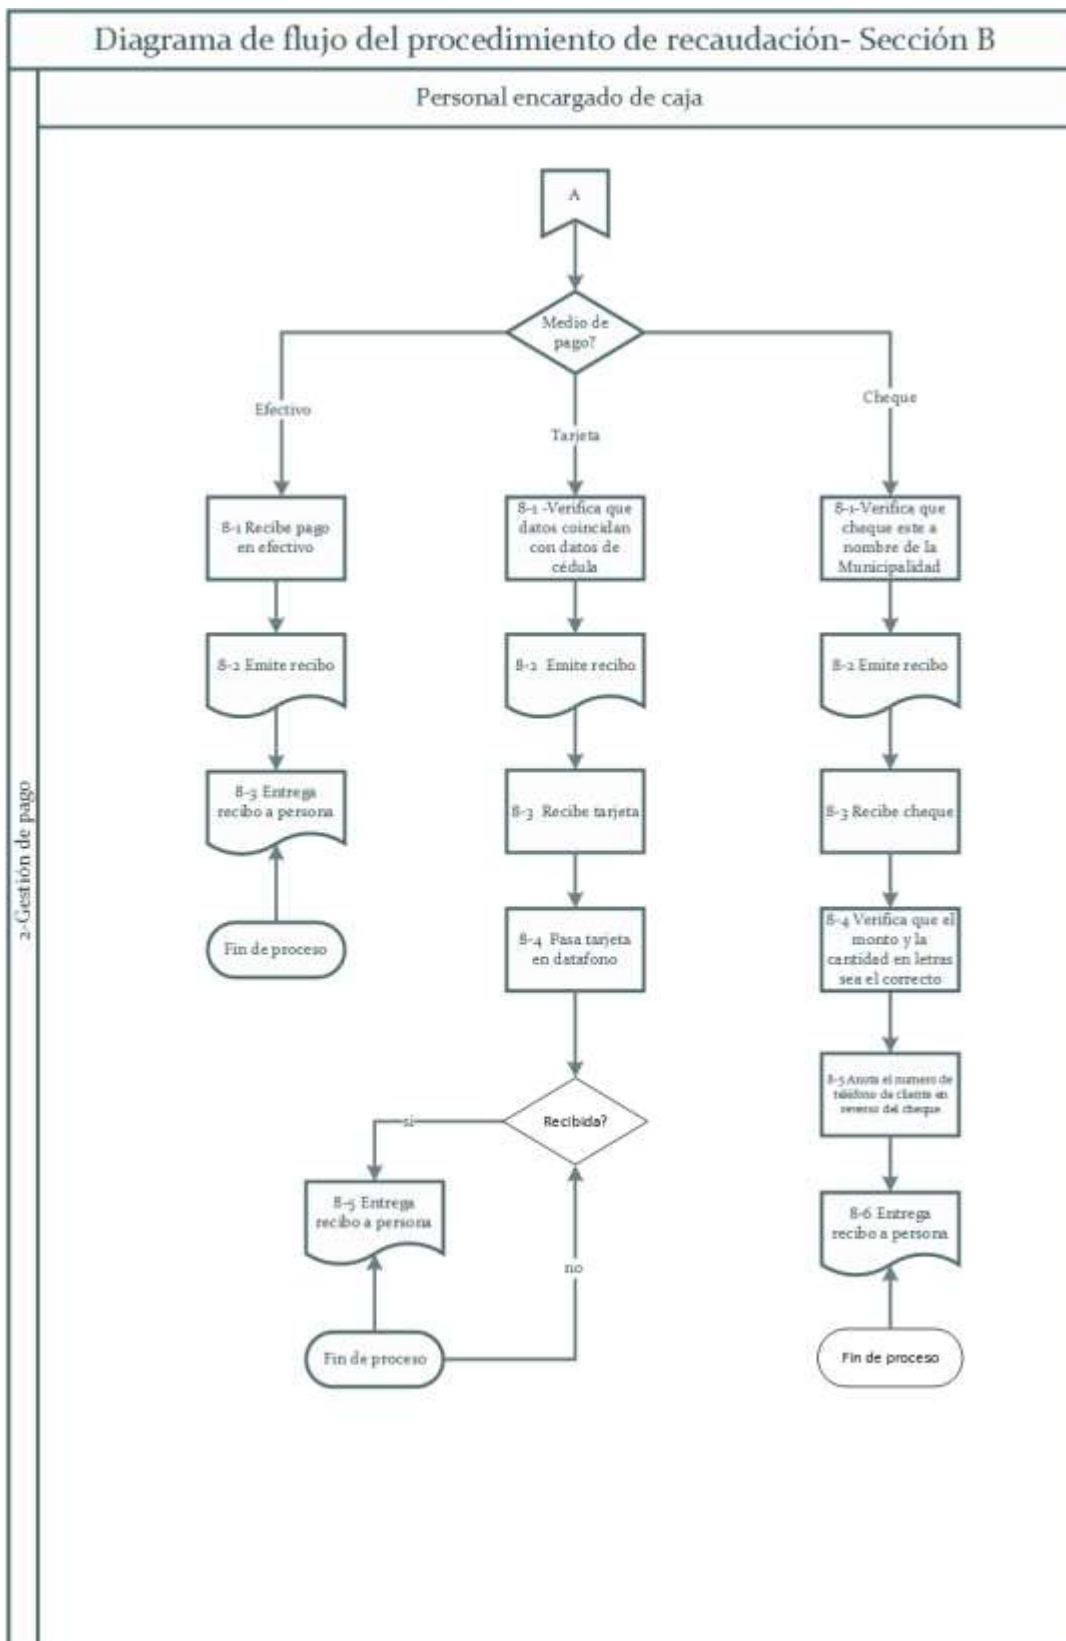 Diagrama de flujo del procedimiento de recaudación- Sección B
Personal encargado de caja
2-Gestión de pago
A
Medio de
pago?
Efectivo
Tarjeta
Cheque
8-1 Recibe pago
en efectivo
8-2 Emite recibo
8-3 Entrega
recibo a persona
Fin de proceso
8-1 -Verifica que
datos coincidan
con datos de
cédula
8-2 Emite recibo
8-3 Recibe tarjeta
8-4 Pasa tarjeta
en datafono
Recibida?
si
no
8-5 Entrega
recibo a persona
Fin de proceso
8-1-Verifica que
cheque este a
nombre de la
Municipalidad
8-2 Emite recibo
8-3 Recibe cheque
8-4 Verifica que el
monto y la
cantidad en letras
sea el correcto
8-5 Anota el numero de
teléfono de cliente en
reverso del cheque
8-6 Entrega
recibo a persona
Fin de proceso